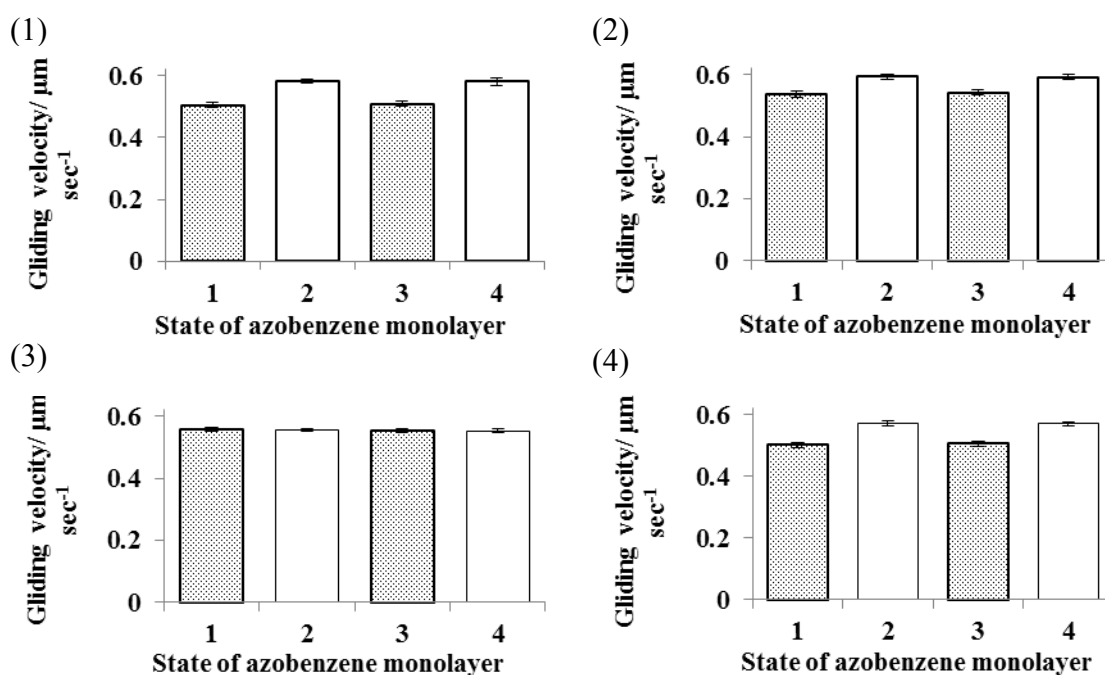 (1)
Gliding velocity/ µm
sec-1
0.6
0.4
0.2
0
1 2 3 4
State of azobenzene monolayer
(2)
Gliding velocity/ µm
sec-1
0.6
0.4
0.2
0
1 2 3 4
State of azobenzene monolayer
(3)
Gliding velocity/ µm
sec-1
0.6
0.4
0.2
0
1 2 3 4
State of azobenzene monolayer
(4)
Gliding velocity/ µm
sec-1
0.6
0.4
0.2
0
1 2 3 4
State of azobenzene monolayer